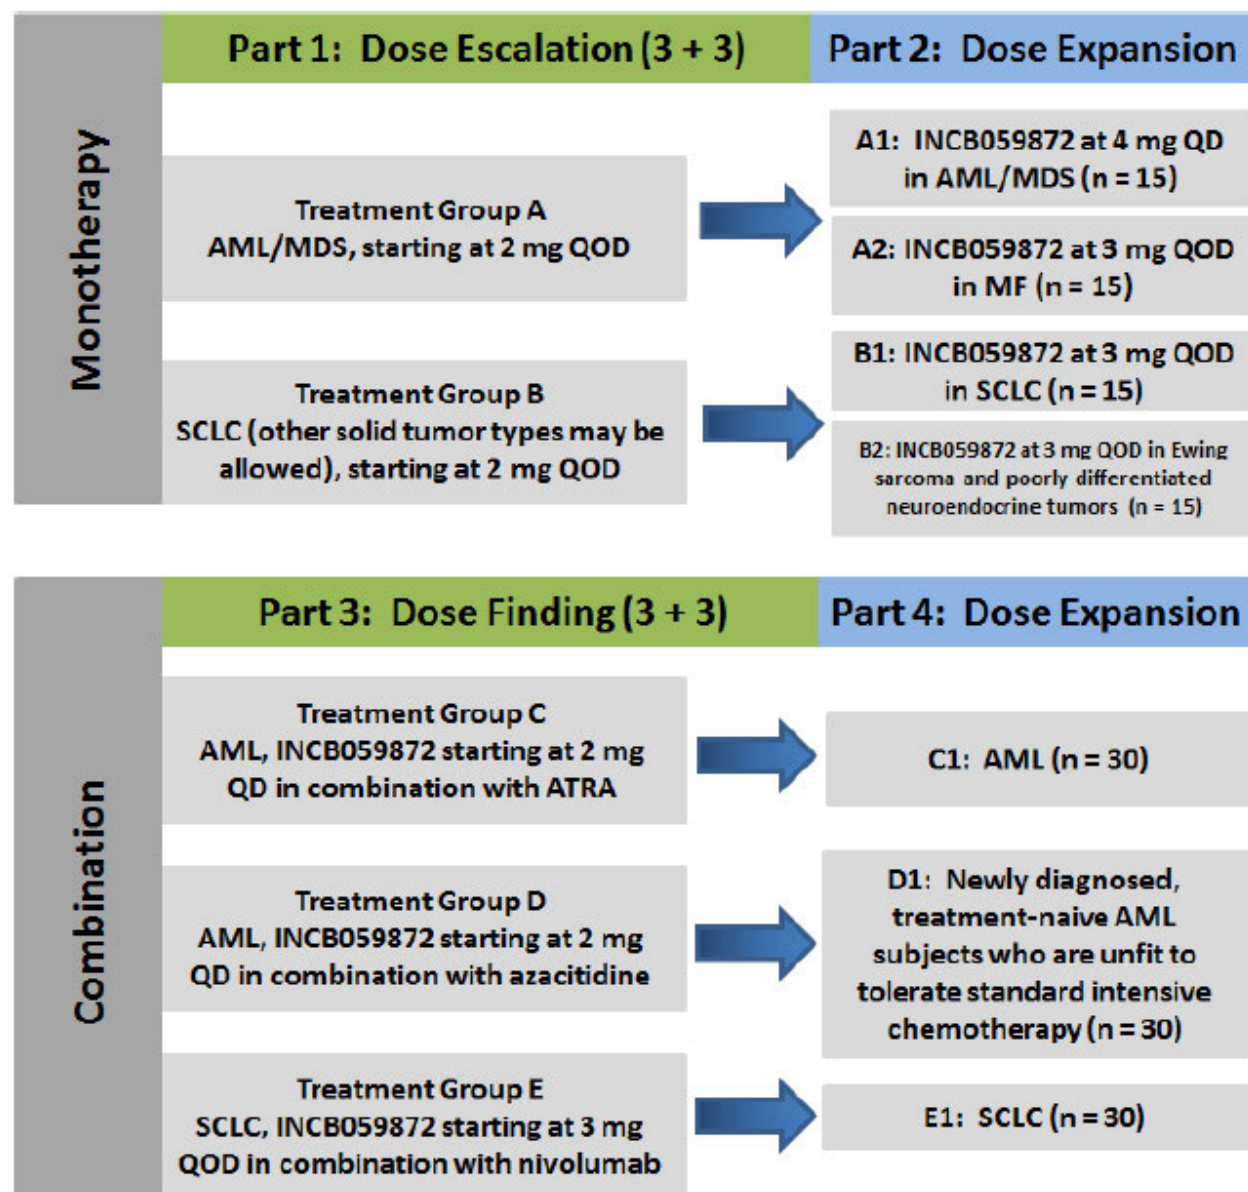 Monotherapy
Part 1: Dose Escalation (3 + 3)
Part 2: Dose Expansion
Treatment Group A
AML/MDS, starting at 2 mg QOD
A1: INCB059872 at 4 mg QD
in AML/MDS (n = 15)
A2: INCB059872 at 3 mg QOD
in MF (n = 15)
Treatment Group B
SCLC (other solid tumor types may be
allowed), starting at 2 mg QOD
B1: INCB059872 at 3 mg QOD
in SCLC (n = 15)
B2: INCB059872 at 3 mg QOD in Ewing
sarcoma and poorly differentiated
neuroendocrine tumors (n = 15)
Combination
Part 3: Dose Finding (3 + 3)
Part 4: Dose Expansion
Treatment Group C
AML, INCB059872 starting at 2 mg
QD in combination with ATRA
C1: AML (n = 30)
Treatment Group D
AML, INCB059872 starting at 2 mg
QD in combination with azacitidine
D1: Newly diagnosed,
treatment-naive AML
subjects who are unfit to
tolerate standard intensive
chemotherapy (n = 30)
Treatment Group E
SCLC, INCB059872 starting at 3 mg
QOD in combination with nivolumab
E1: SCLC (n = 30)